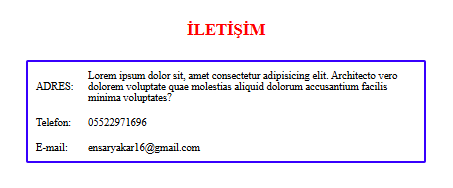 İLETİŞİM
Lorem ipsum dolor sit, amet consectetur adipisicing elit. Architecto vero
ADRES: dolorem voluptate quae molestias aliquid dolorum accusantium facilis
minima voluptates?
Telefon: 05522971696
E-mail: ensaryakar16@gmail.com